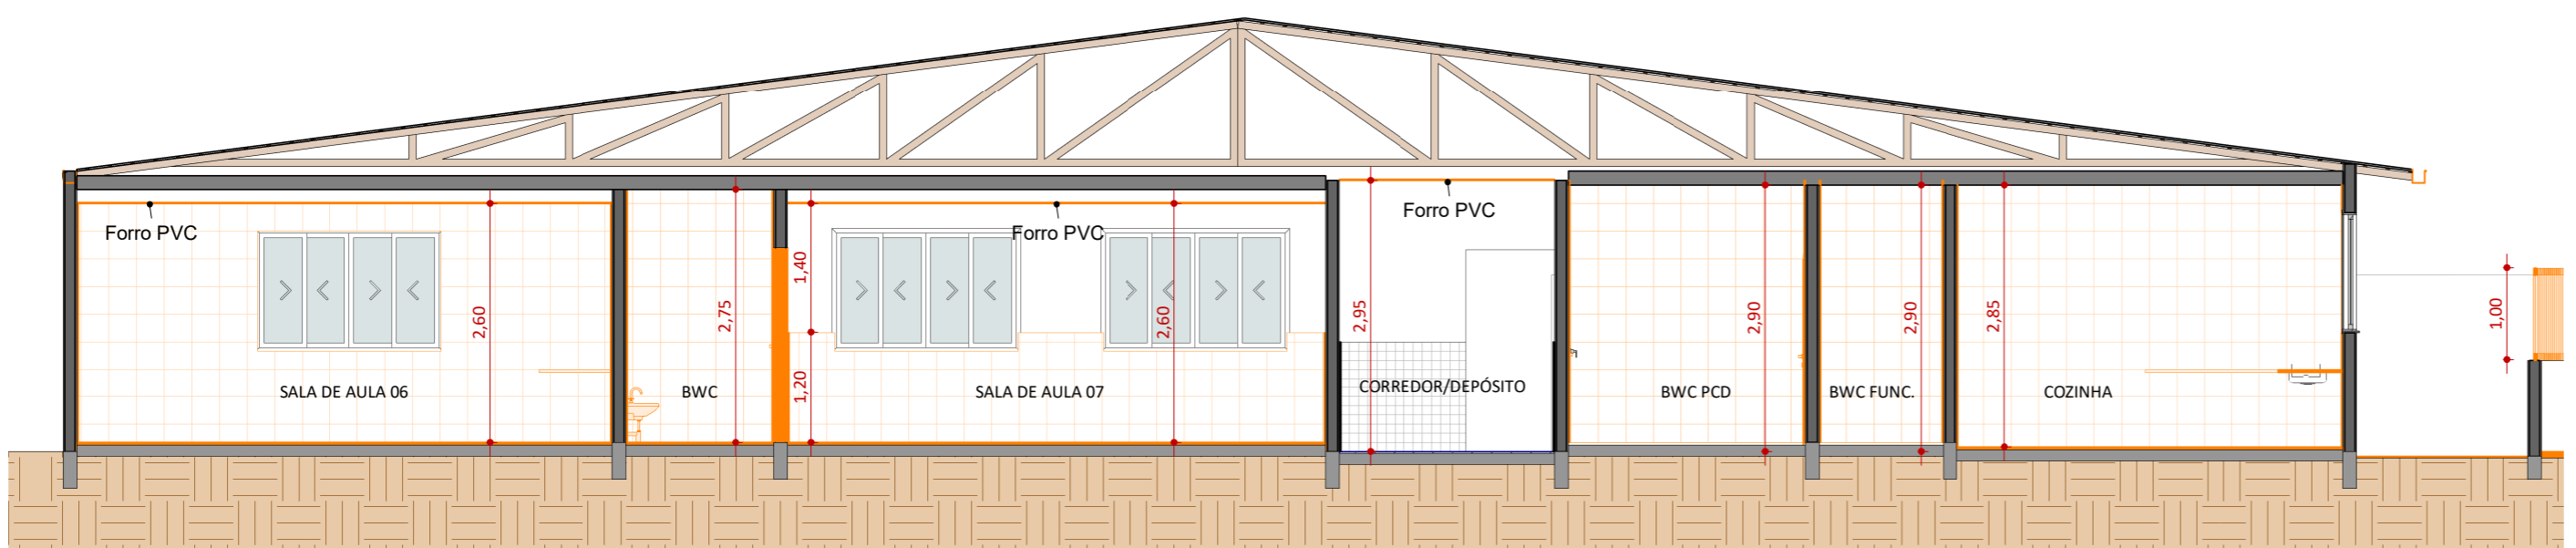 Forro PVC
Forro PVC
Forro PVC
1,40
2,60
2,75
2,60
2,95
2,90
2,90
2,85
1,00
1,20
SALA DE AULA 06
BWC
SALA DE AULA 07
CORREDOR/DEPÓSITO
BWC PCD
BWC FUNC.
COZINHA